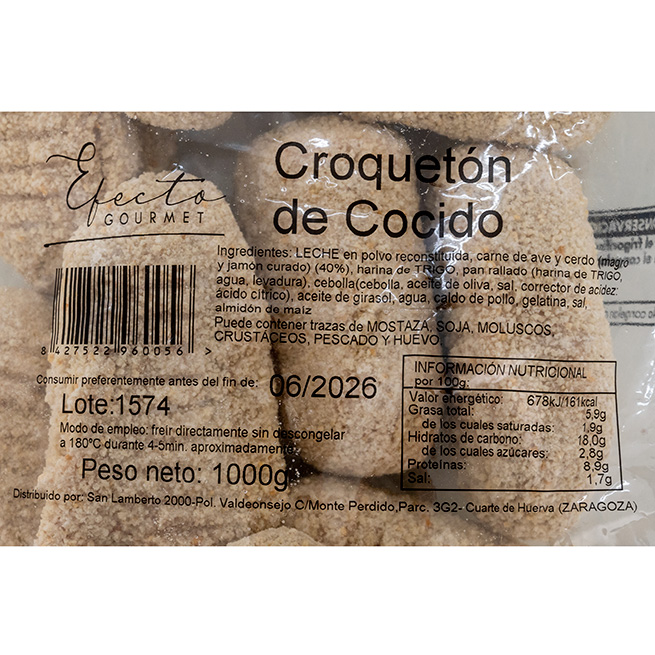 Efecto
GOURMET
Croquetón
de Cocido
Ingredientes: LECHE en polvo reconstituida, carne de ave y cerdo (magro
y jamón curado) (40%), harina de TRIGO, pan rallado (harina de TRIGO,
agua, levadura), cebolla(cebolla, aceite de oliva, sal, corrector de acidez:
ácido cítrico), aceite de girasol, agua, caldo de pollo, gelatina, sal,
almidón de maiz
Puede contener trazas de MOSTAZA, SOJA, MOLUSCOS,
CRUSTÁCEOS, PESCADO Y HUEVO
8 427522 960056 >
Consumir preferentemente antes del fin de: 06/2026
Lote:1574
Modo de empleo: freir directamente sin descongelar
a 180ºC durante 4-5min. aproximadamente
Peso neto: 1000g
INFORMACIÓN NUTRICIONAL
por 100g:
Valor energético: 678kJ/161kcal
Grasa total: 5,9g
de los cuales saturadas: 1,9g
Hidratos de carbono: 18,0g
de los cuales azúcares: 2,8g
Proteínas: 8,9g
Sal: 1,7g
Distribuido por: San Lamberto 2000-Pol. Valdeonsejo C/Monte Perdido,Parc. 3G2- Cuarte de Huerva (ZARAGOZA)